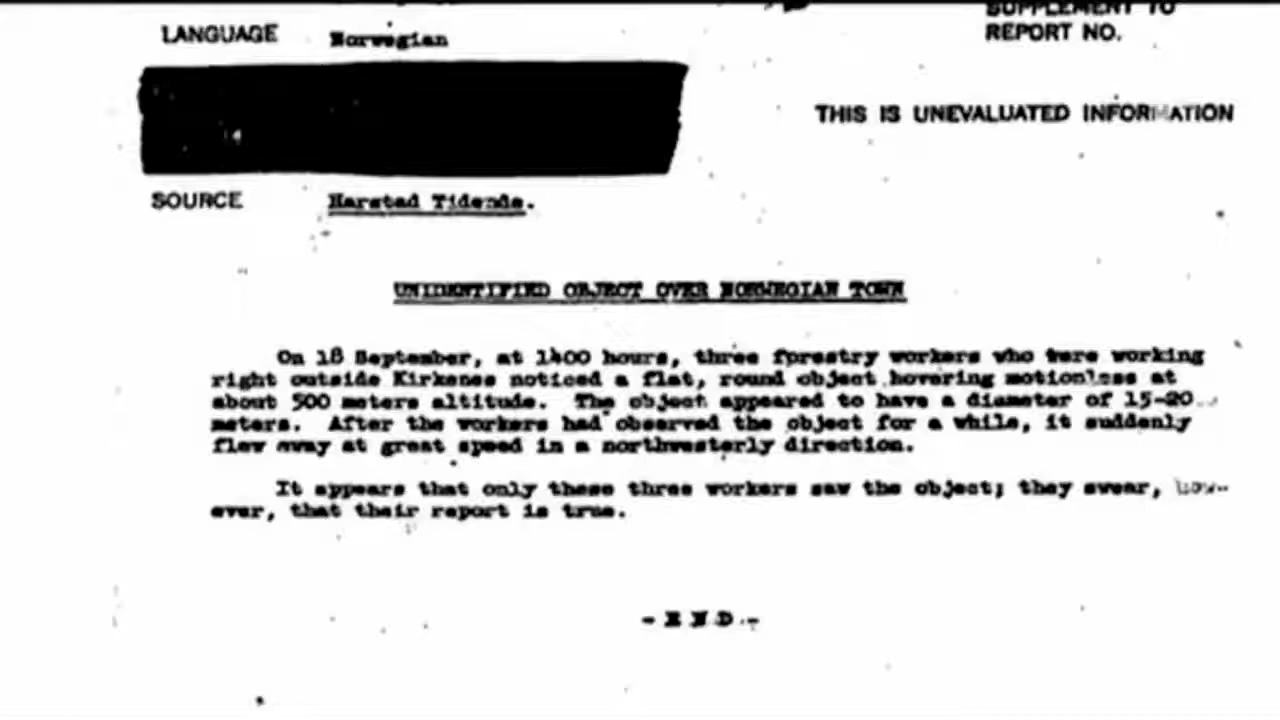 SUPPLEMENT TO
LANGUAGE Norwegian
REPORT NO.
THIS IS UNEVALUATED INFORMATION
SOURCE Harstad Tidende.
UNIDENTIFIED OBJECT OVER NORWEGIAN TOWN
On 18 September, at 1400 hours, three forestry workers who were working
right outside Kirkenes noticed a flat, round object hovering motionless at
about 500 meters altitude. The object appeared to have a diameter of 15-20
meters. After the workers had observed the object for a while, it suddenly
flew away at great speed in a northwesterly direction.
It appears that only these three workers saw the object; they swear, how-
ever, that their report is true.
- E N D -